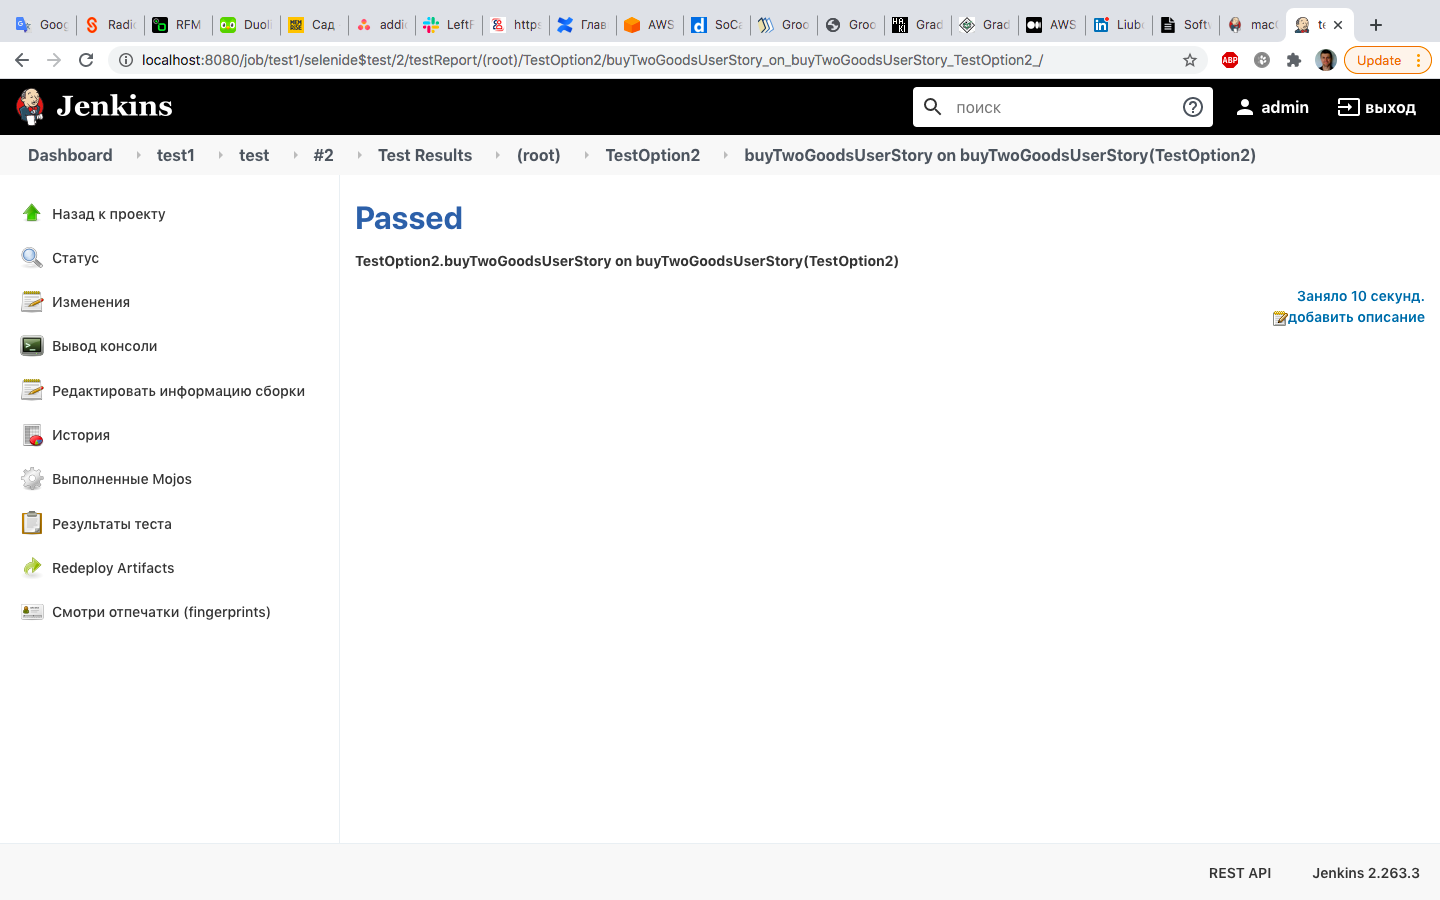 Goog Radi RFM Duoli Сад addi LeftF https Глав AWS SoCa Groo Groo Grad Grad AWS Liub Softw mac te
localhost:8080/job/test1/selenide$test/2/testReport/(root)/TestOption2/buyTwoGoodsUserStory_on_buyTwoGoodsUserStory_TestOption2_/ ABP Update
Jenkins поиск admin выход
Dashboard test1 test #2 Test Results (root) TestOption2 buyTwoGoodsUserStory on buyTwoGoodsUserStory(TestOption2)
Назад к проекту
Статус
Изменения
Вывод консоли
Редактировать информацию сборки
История
Выполненные Mojos
Результаты теста
Redeploy Artifacts
Смотри отпечатки (fingerprints)
Passed
TestOption2.buyTwoGoodsUserStory on buyTwoGoodsUserStory(TestOption2)
Заняло 10 секунд.
добавить описание
REST API Jenkins 2.263.3